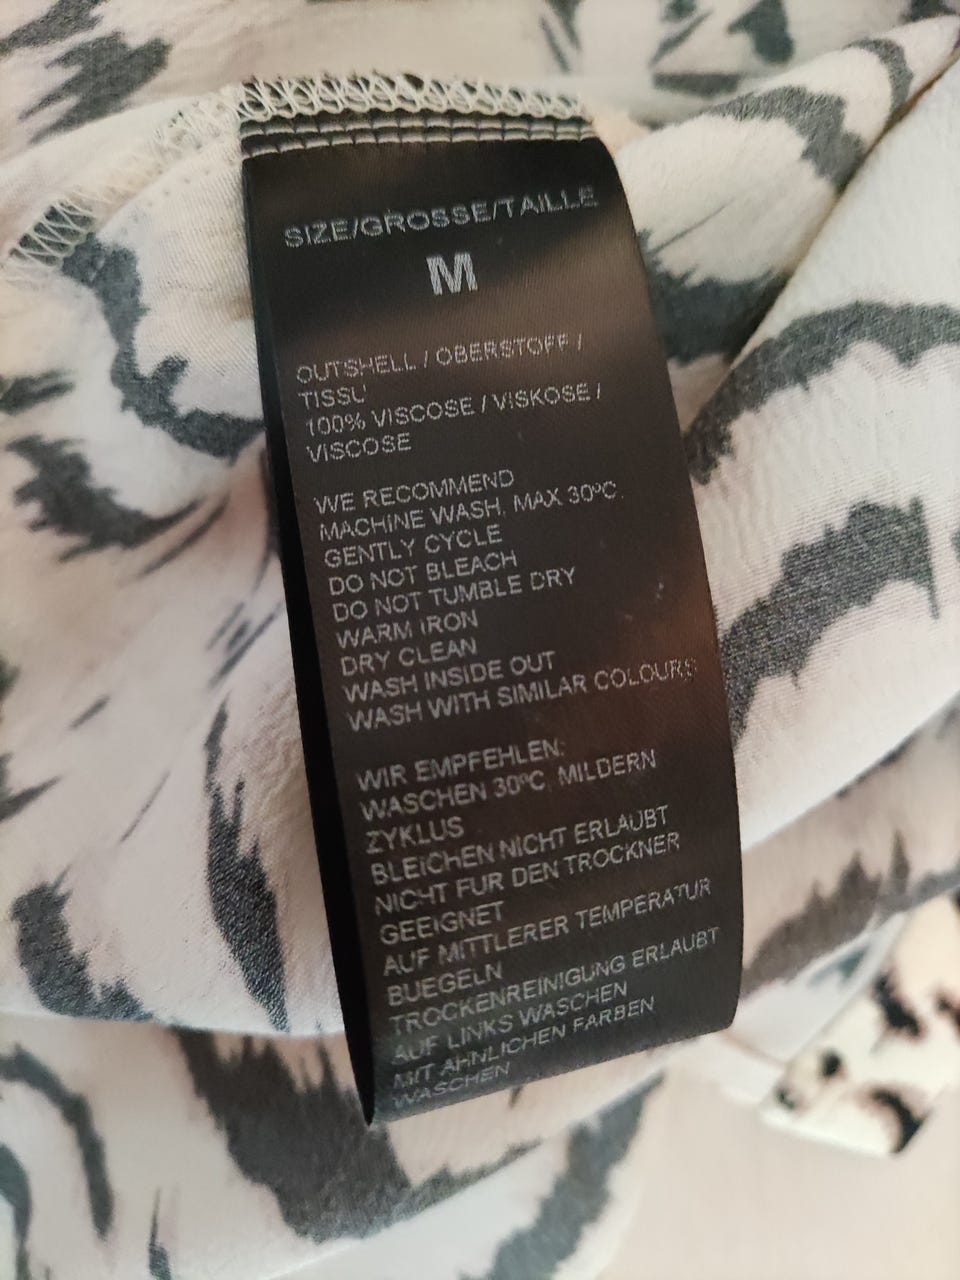 SIZE/GROSSE/TAILLE
M
OUTSHELL / OBERSTOFF /
TISSU
100% VISCOSE / VISKOSE /
VISCOSE
WE RECOMMEND
MACHINE WASH, MAX 30ºC,
GENTLY CYCLE
DO NOT BLEACH
DO NOT TUMBLE DRY
WARM IRON
DRY CLEAN
WASH INSIDE OUT
WASH WITH SIMILAR COLOURS
WIR EMPFEHLEN:
WASCHEN 30ºC, MILDERN
ZYKLUS
BLEICHEN NICHT ERLAUBT
NICHT FUR DEN TROCKNER
GEEIGNET
AUF MITTLERER TEMPERATUR
BUEGELN
TROCKENREINIGUNG ERLAUBT
AUF LINKS WASCHEN
MIT AHNLICHEN FARBEN
WASCHEN